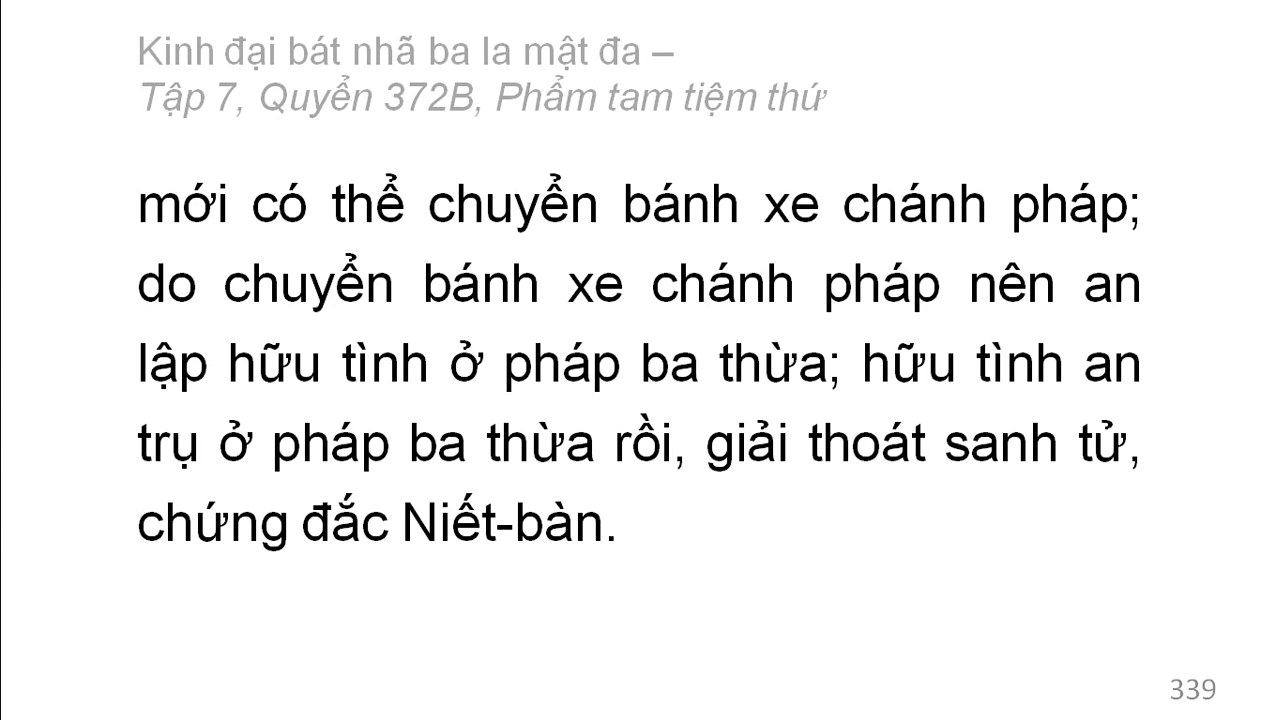 Kinh đại bát nhã ba la mật đa –
Tập 7, Quyển 372B, Phẩm tam tiệm thứ
mới có thể chuyển bánh xe chánh pháp;
do chuyển bánh xe chánh pháp nên an
lập hữu tình ở pháp ba thừa; hữu tình an
trụ ở pháp ba thừa rồi, giải thoát sanh tử,
chứng đắc Niết-bàn.
339